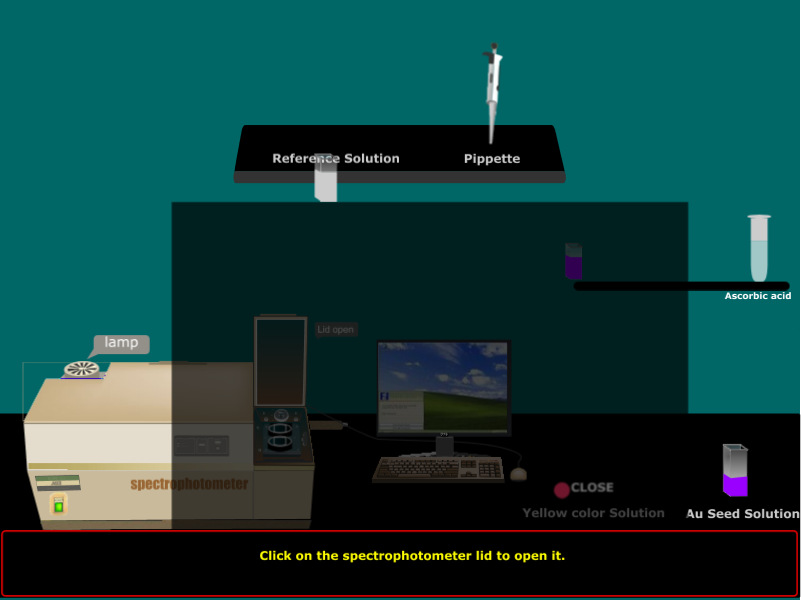 Reference Solution
Pippette
Ascorbic acid
Lid open
lamp
spectrophotometer
CLOSE
Yellow color Solution
Au Seed Solution
Click on the spectrophotometer lid to open it.